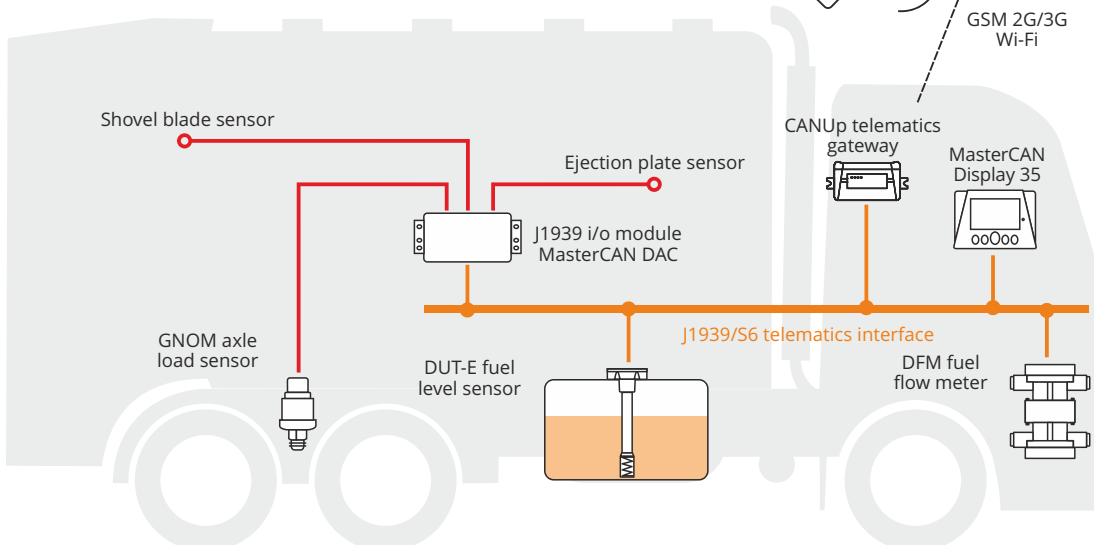 GSM 2G/3G
Wi-Fi
Shovel blade sensor
CANUp telematics
gateway
Ejection plate sensor
MasterCAN
Display 35
J1939 i/o module
MasterCAN DAC
J1939/S6 telematics interface
GNOM axle
load sensor
DUT-E fuel
level sensor
DFM fuel
flow meter